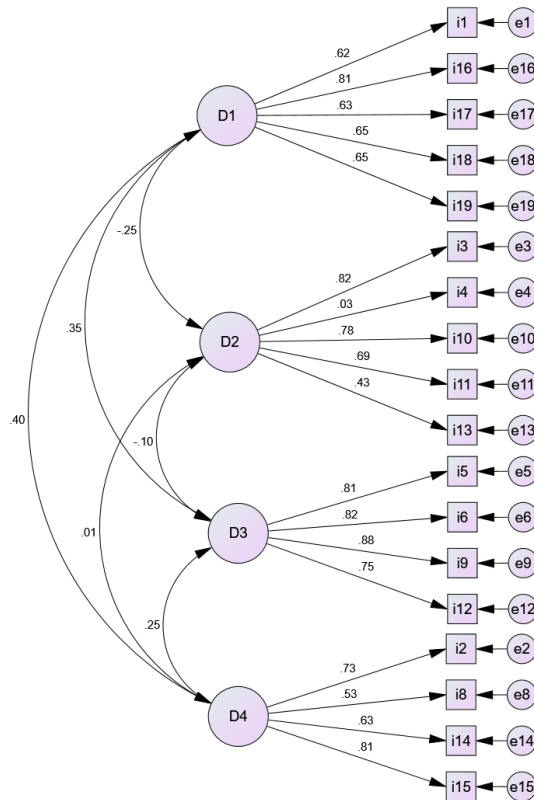 i1 e1
.62
i16 e16
.81
D1
.63
i17 e17
.65
i18 e18
.65
i19 e19
-.25
i3 e3
.82
i4 e4
.03
.35
D2
.78
i10 e10
.69
i11 e11
.43
i13 e13
.40
-.10
i5 e5
.81
i6 e6
.82
.01
D3
.88
i9 e9
.75
i12 e12
.25
i2 e2
.73
i8 e8
.53
D4
.63
i14 e14
.81
i15 e15